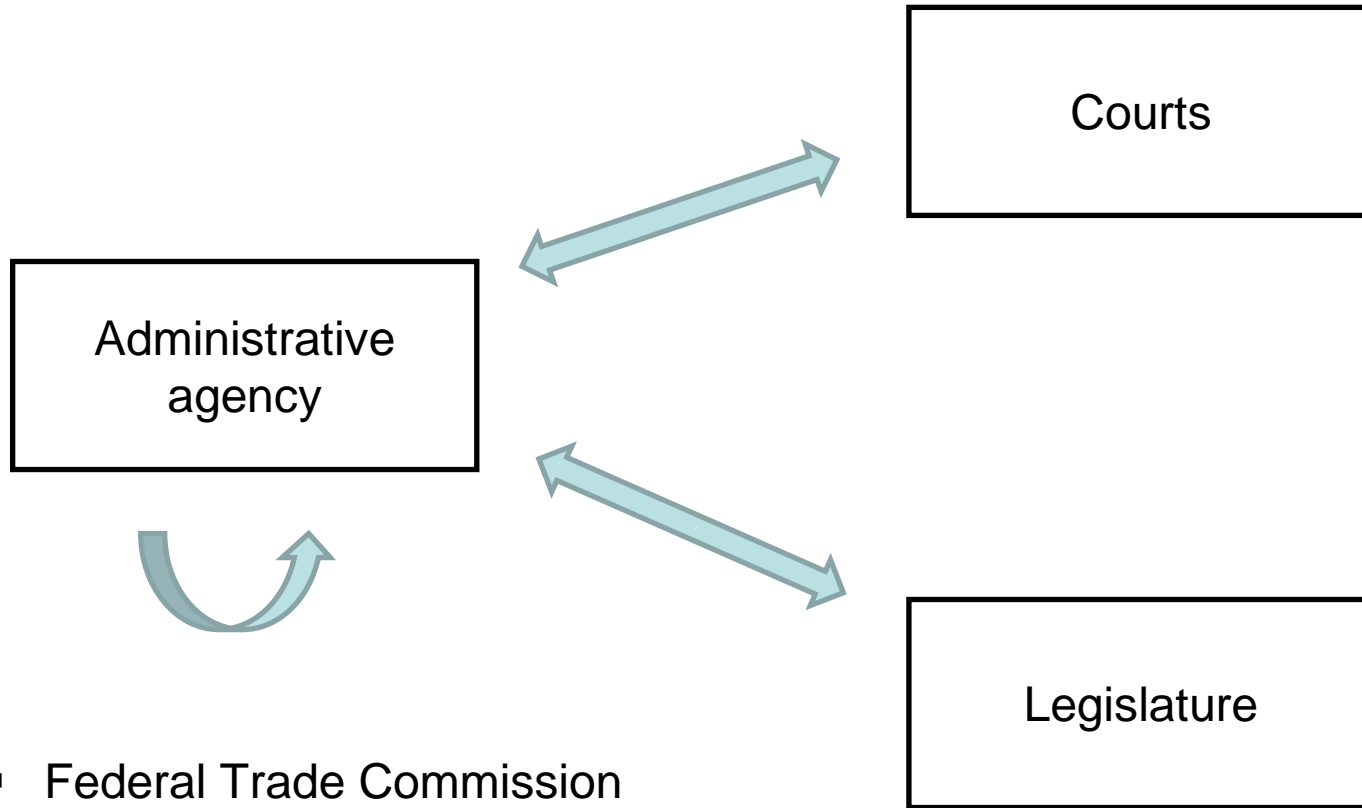 Courts
Administrative
agency
Legislature
▪ Federal Trade Commission